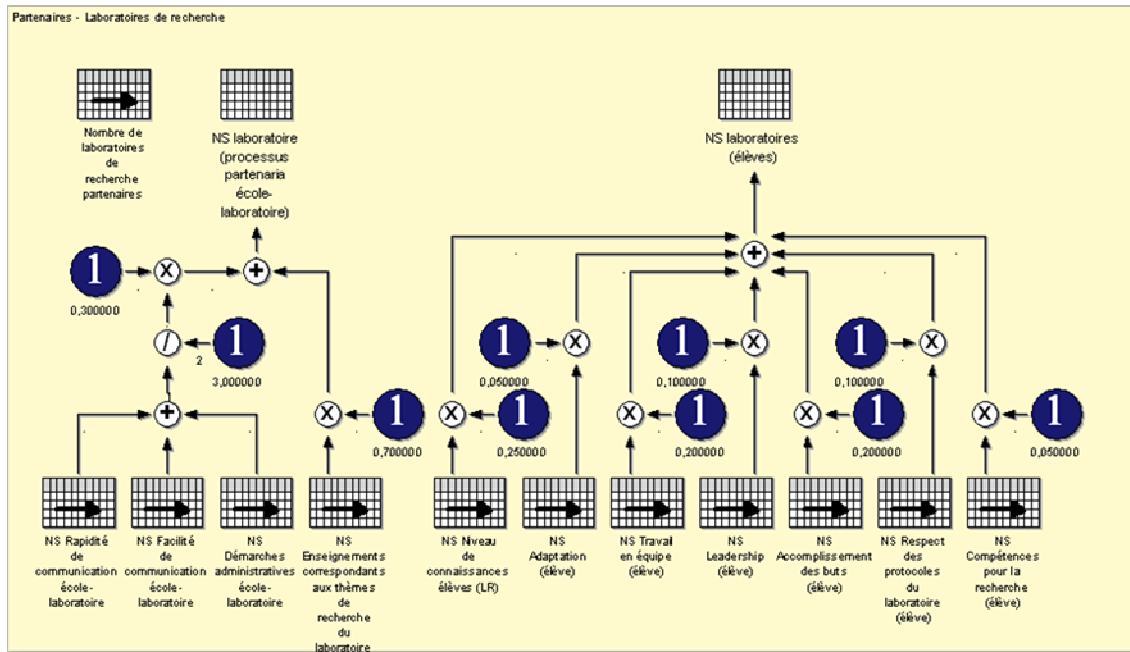 Partenaires - Laboratoires de recherche
Nombre de
laboratoires
de
recherche
partenaires
NS laboratoire
(processus
partenaria
école-
laboratoire)
NS laboratoires
(élèves)
1
0,300000
X
+
+
/
2
1
3,000000
+
X
1
0,700000
X
1
0,250000
1
0,050000
X
X
1
0,200000
1
0,100000
X
X
1
0,200000
1
0,100000
X
X
1
0,050000
NS Rapidité
de
communication
école-
laboratoire
NS Facilité
de
communication
école-
laboratoire
NS
Démarches
administratives
école-
laboratoire
NS
Enseignements
correspondants
aux thèmes
de
recherche
du
laboratoire
NS Niveau
de
connaissances
élèves (LR)
NS
Adaptation
(élève)
NS Travail
en équipe
(élève)
NS
Leadership
(élève)
NS
Accomplissement
des buts
(élève)
NS Respect
des
protocoles
du
laboratoire
(élève)
NS
Compétences
pour la
recherche
(élève)